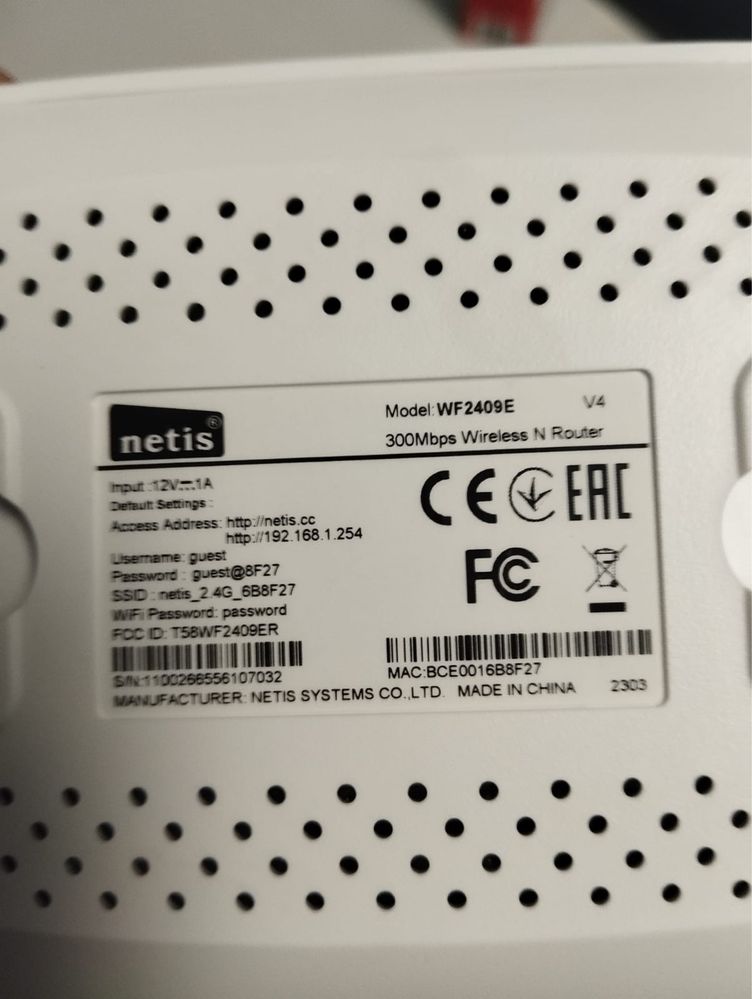 netis®
Model:WF2409E V4
300Mbps Wireless N Router
Input :12V⎓1A
Default Settings :
Access Address: http://netis.cc
http://192.168.1.254
Username: guest
Password : guest@8F27
SSID : netis_2.4G_6B8F27
WiFi Password: password
FCC ID: T58WF2409ER
CE EAC
FC
S/N:1100266556107032
MAC:BCE0016B8F27
MANUFACTURER: NETIS SYSTEMS CO.,LTD. MADE IN CHINA 2303